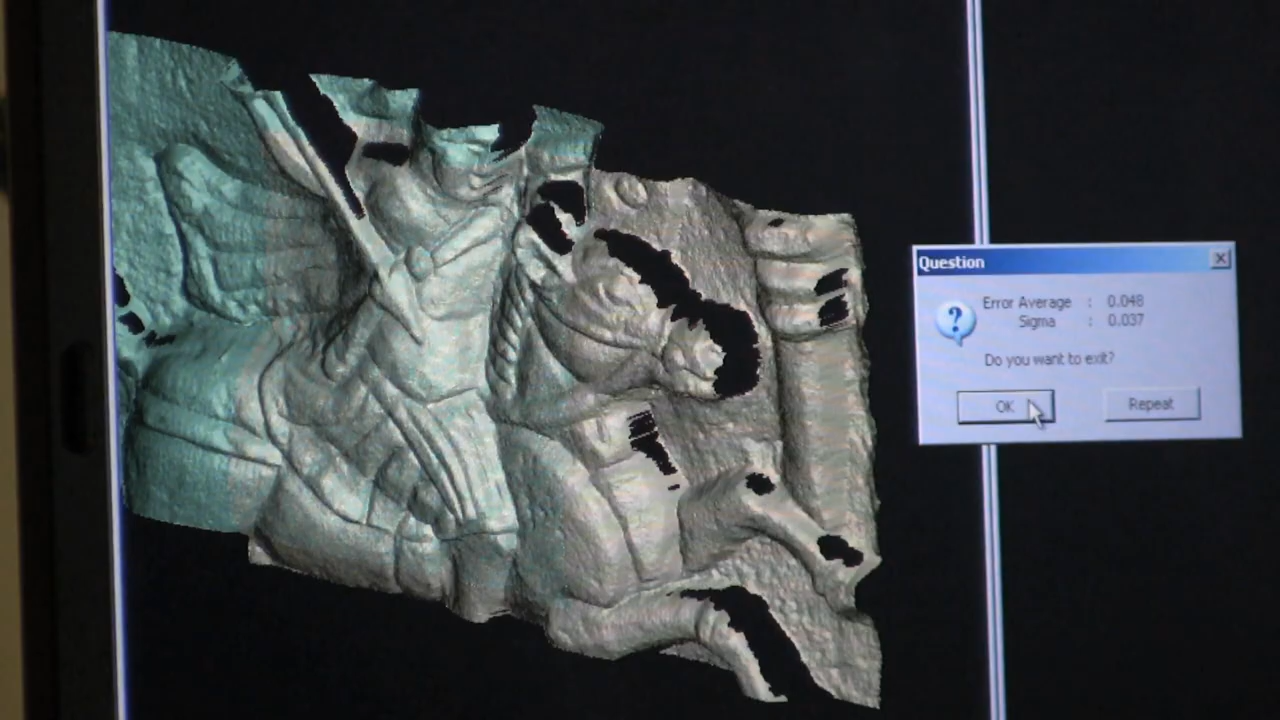 Question
Error Average : 0.048
Sigma : 0.037
Do you want to exit?
OK
Repeat